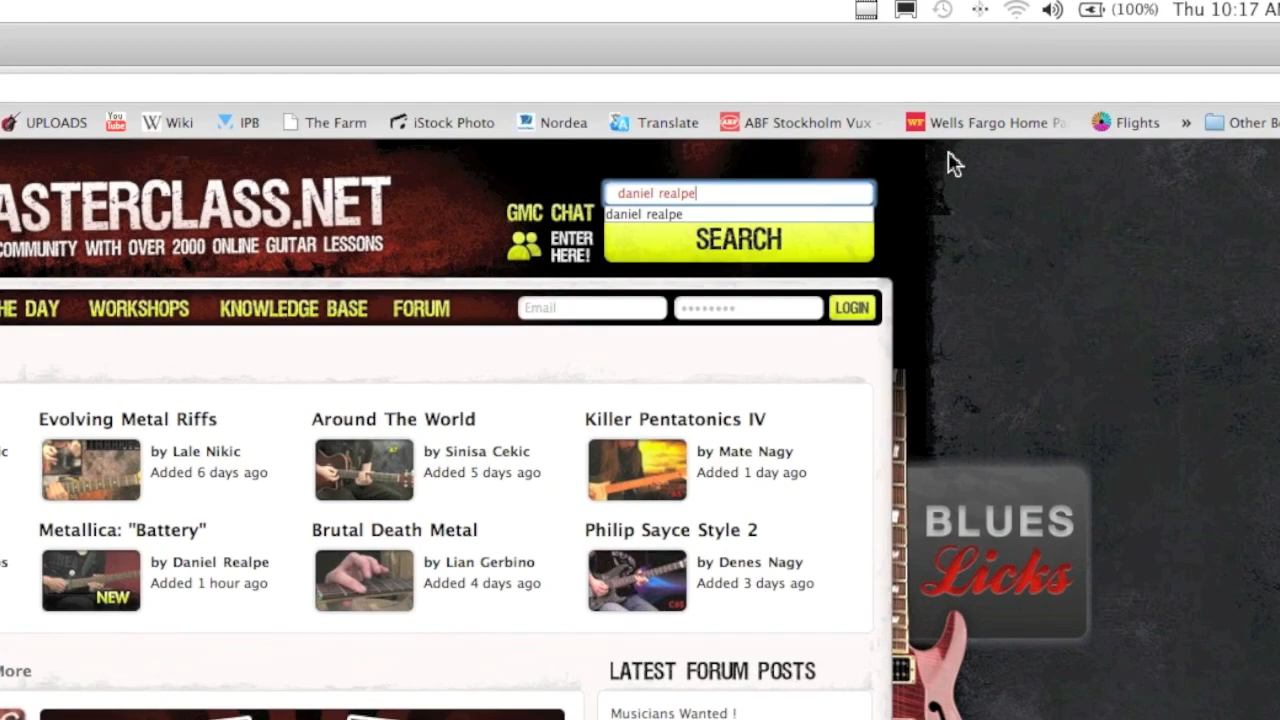 (100%) Thu 10:17
UPLOADS You Tube W Wiki IPB The Farm iStock Photo Nordea Translate ABF ABF Stockholm Vux - WF Wells Fargo Home Pa Flights » Other B
ASTERCLASS.NET
COMMUNITY WITH OVER 2000 ONLINE GUITAR LESSONS
GMC CHAT
ENTER
HERE!
daniel realpe
daniel realpe
SEARCH
HE DAY WORKSHOPS KNOWLEDGE BASE FORUM Email LOGIN
Evolving Metal Riffs
by Lale Nikic
Added 6 days ago
Around The World
by Sinisa Cekic
Added 5 days ago
Killer Pentatonics IV
by Mate Nagy
Added 1 day ago
Metallica: "Battery"
by Daniel Realpe
Added 1 hour ago
NEW
Brutal Death Metal
by Lian Gerbino
Added 4 days ago
Philip Sayce Style 2
by Denes Nagy
Added 3 days ago
BLUES
Licks
More
LATEST FORUM POSTS
Musicians Wanted !